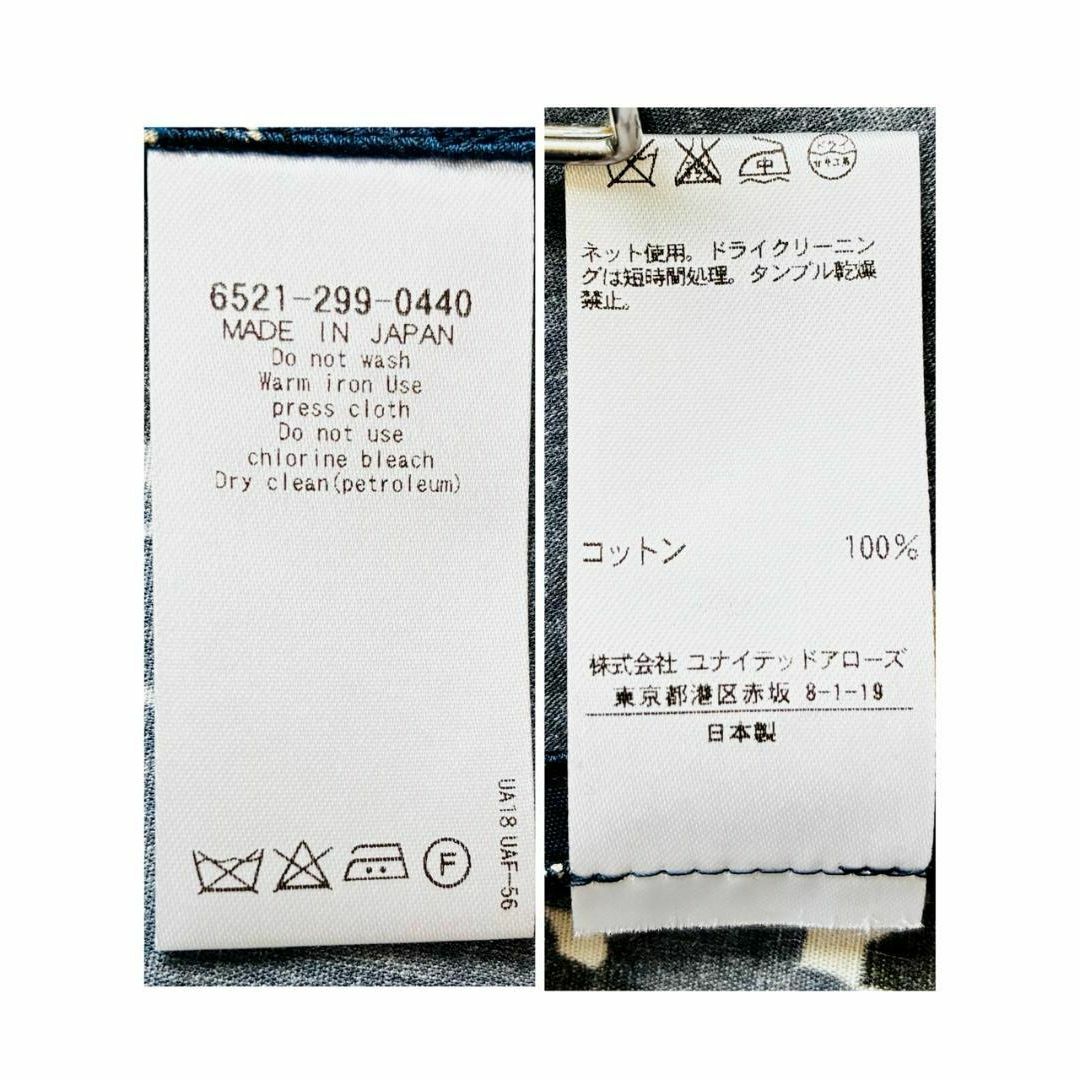 6521-299-0440
MADE IN JAPAN
Do not wash
Warm iron Use
press cloth
Do not use
chlorine bleach
Dry clean(petroleum)
UA18 UAF-56
F
中
ネット使用。ドライクリーニン
グは短時間処理。タンブル乾燥
禁止。
コットン 100%
株式会社 ユナイテッドアローズ
東京都港区赤坂 8-1-19
日本製